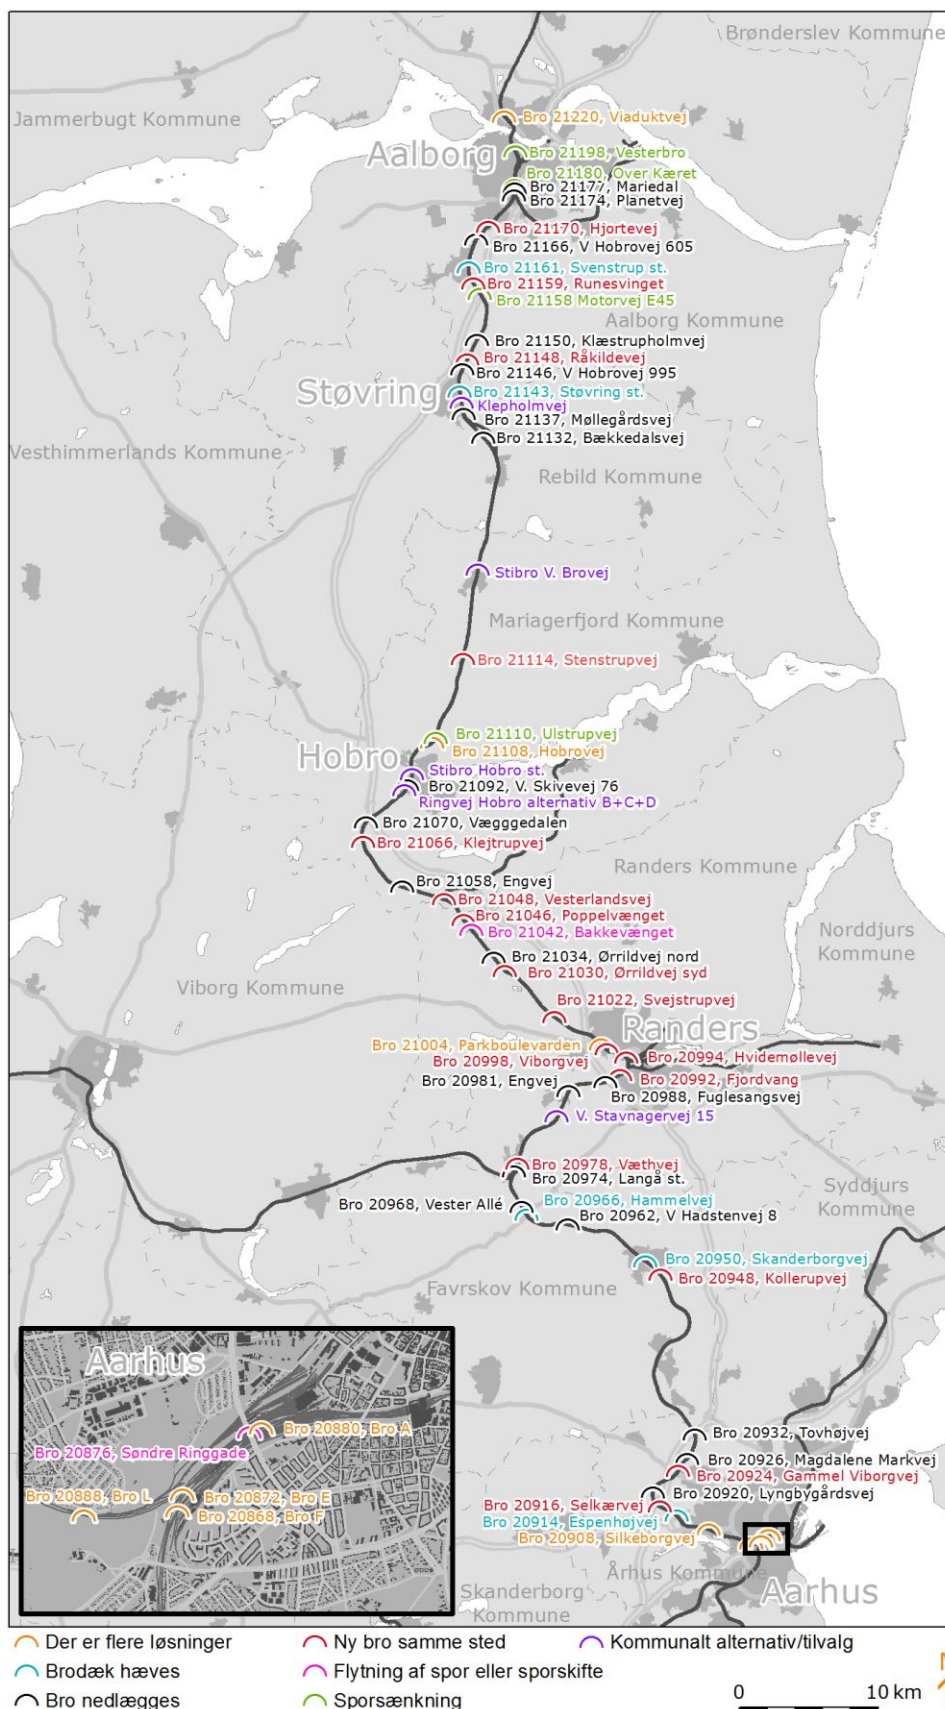 Brønderslev Kommune
Jammerbugt Kommune
Bro 21220, Viaduktvej
Aalborg
Bro 21198, Vesterbro
Bro 21180, Over Kæret
Bro 21177, Mariedal
Bro 21174, Planetvej
Bro 21170, Hjortevej
Bro 21166, V Hobrovej 605
Bro 21161, Svenstrup st.
Bro 21159, Runesvinget
Bro 21158 Motorvej E45
Aalborg Kommune
Bro 21150, Klæstrupholmvej
Bro 21148, Råkildevej
Bro 21146, V Hobrovej 995
Støvring
Bro 21143, Støvring st.
Klepholmvej
Bro 21137, Møllegårdsvej
Bro 21132, Bækkedalsvej
Vesthimmerlands Kommune
Rebild Kommune
Stibro V. Brovej
Mariagerfjord Kommune
Bro 21114, Stenstrupvej
Bro 21110, Ulstrupvej
Bro 21108, Hobrovej
Hobro
Stibro Hobro st.
Bro 21092, V. Skivevej 76
Ringvej Hobro alternativ B+C+D
Bro 21070, Vægggedalen
Bro 21066, Klejtrupvej
Randers Kommune
Bro 21058, Engvej
Bro 21048, Vesterlandsvej
Bro 21046, Poppelvænget
Bro 21042, Bakkevænget
Norddjurs
Kommune
Bro 21034, Ørrildvej nord
Bro 21030, Ørrildvej syd
Viborg Kommune
Bro 21022, Svejstrupvej
Randers
Bro 21004, Parkboulevarden
Bro 20998, Viborgvej
Bro 20994, Hvidemøllevej
Bro 20992, Fjordvang
Bro 20981, Engvej
Bro 20988, Fuglesangsvej
V. Stavnagervej 15
Bro 20978, Væthvej
Bro 20974, Langå st.
Syddjurs
Kommune
Bro 20968, Vester Allé
Bro 20966, Hammelvej
Bro 20962, V Hadstenvej 8
Bro 20950, Skanderborgvej
Bro 20948, Kollerupvej
Favrskov Kommune
Aarhus
Bro 20880, Bro A
Bro 20876, Søndre Ringgade
Bro 20888, Bro L
Bro 20872, Bro E
Bro 20868, Bro F
Bro 20932, Tovhøjvej
Bro 20926, Magdalene Markvej
Bro 20924, Gammel Viborgvej
Bro 20920, Lyngbygårdsvej
Bro 20916, Selkærvej
Bro 20914, Espenhøjvej
Bro 20908, Silkeborgvej
Århus Kommune
Aarhus
Skanderborg
Kommune
Der er flere løsninger
Ny bro samme sted
Kommunalt alternativ/tilvalg
Brodæk hæves
Flytning af spor eller sporskifte
Bro nedlægges
Sporsænkning
0 10 km